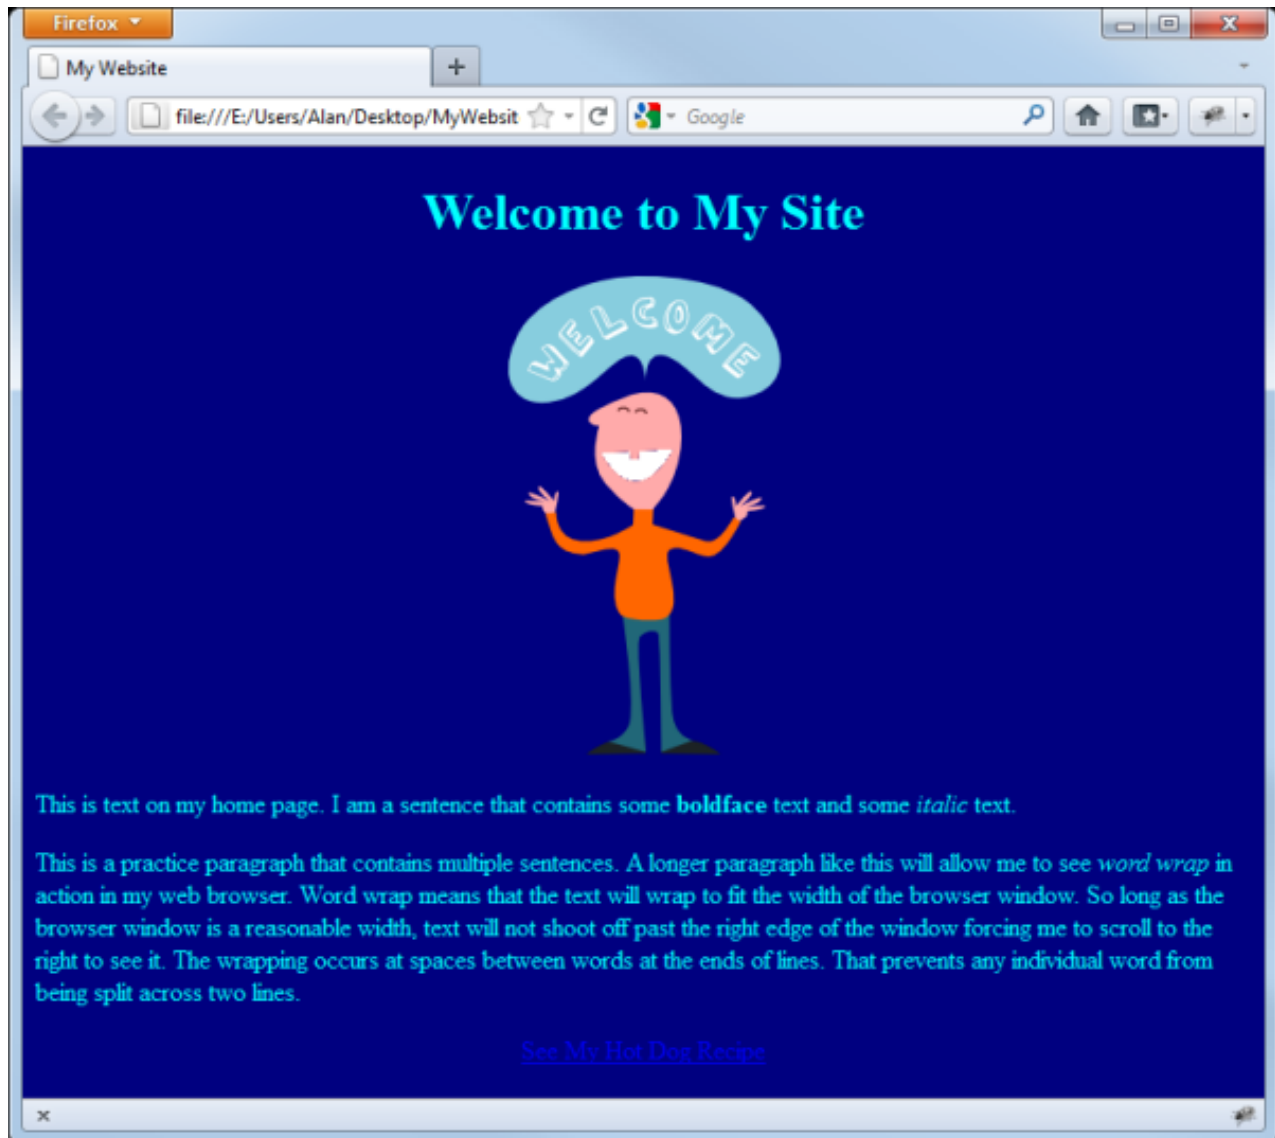 Firefox
My Website
file:///E:/Users/Alan/Desktop/MyWebsit
Google
Welcome to My Site
WELCOME
This is text on my home page. I am a sentence that contains some boldface text and some italic text.
This is a practice paragraph that contains multiple sentences. A longer paragraph like this will allow me to see word wrap in
action in my web browser. Word wrap means that the text will wrap to fit the width of the browser window. So long as the
browser window is a reasonable width, text will not shoot off past the right edge of the window forcing me to scroll to the
right to see it. The wrapping occurs at spaces between words at the ends of lines. That prevents any individual word from
being split across two lines.
See My Hot Dog Recipe